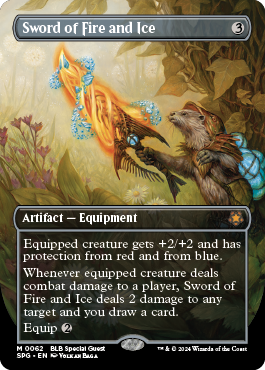 Sword of Fire and Ice 3
Artifact — Equipment
Equipped creature gets +2/+2 and has
protection from red and from blue.
Whenever equipped creature deals
combat damage to a player, Sword of
Fire and Ice deals 2 damage to any
target and you draw a card.
Equip 2
M 0062 BLB Special Guest
SPG • EN Volkan Baga
™ & © 2024 Wizards of the Coast